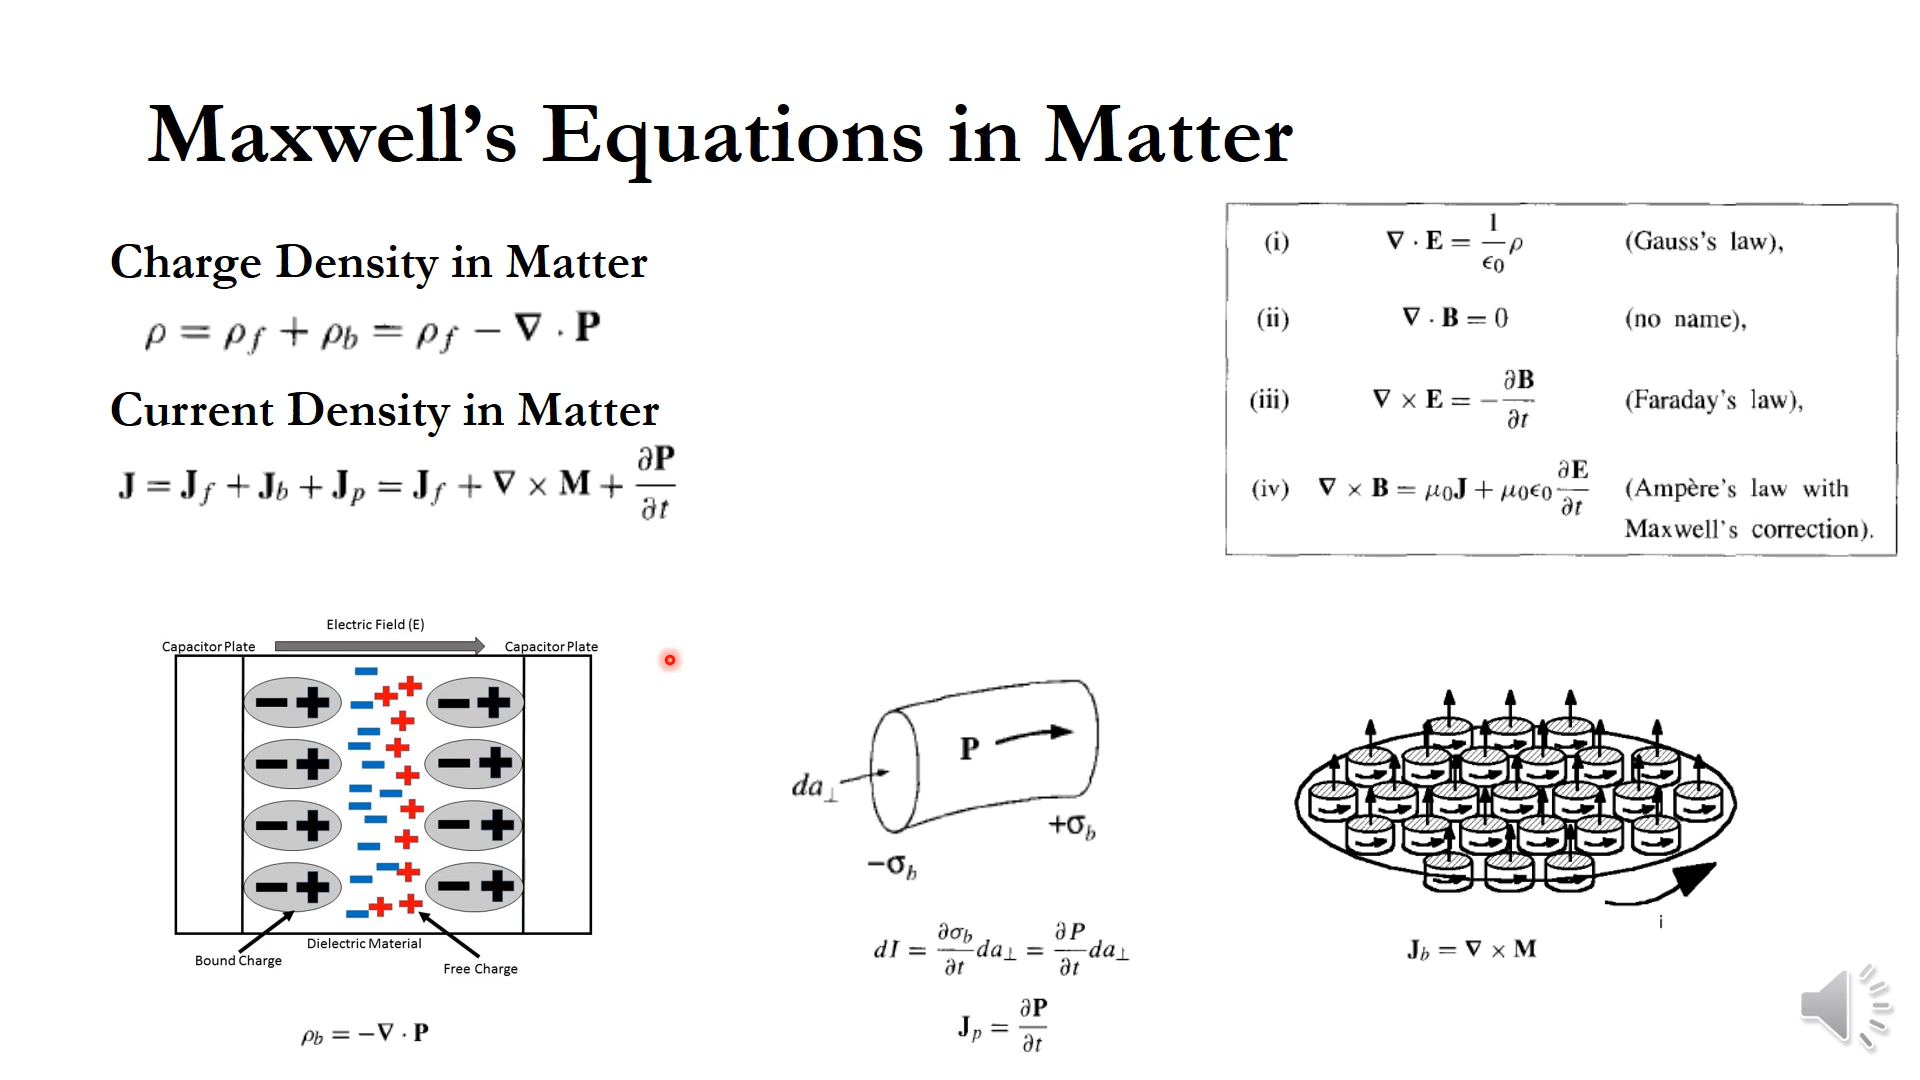 Maxwell's Equations in Matter
Charge Density in Matter
ρ = ρ_f + ρ_b = ρ_f − ∇ · P
Current Density in Matter
J = J_f + J_b + J_p = J_f + ∇ × M + ∂P/∂t
(i) ∇ · E = 1/ϵ₀ ρ (Gauss's law),
(ii) ∇ · B = 0 (no name),
(iii) ∇ × E = − ∂B/∂t (Faraday's law),
(iv) ∇ × B = μ₀J + μ₀ϵ₀ ∂E/∂t (Ampère's law with
Maxwell's correction).
Electric Field (E)
Capacitor Plate
Capacitor Plate
Dielectric Material
Bound Charge
Free Charge
ρ_b = −∇ · P
P
da⊥
+σ_b
−σ_b
dI = ∂σ_b/∂t da⊥ = ∂P/∂t da⊥
J_p = ∂P/∂t
i
J_b = ∇ × M